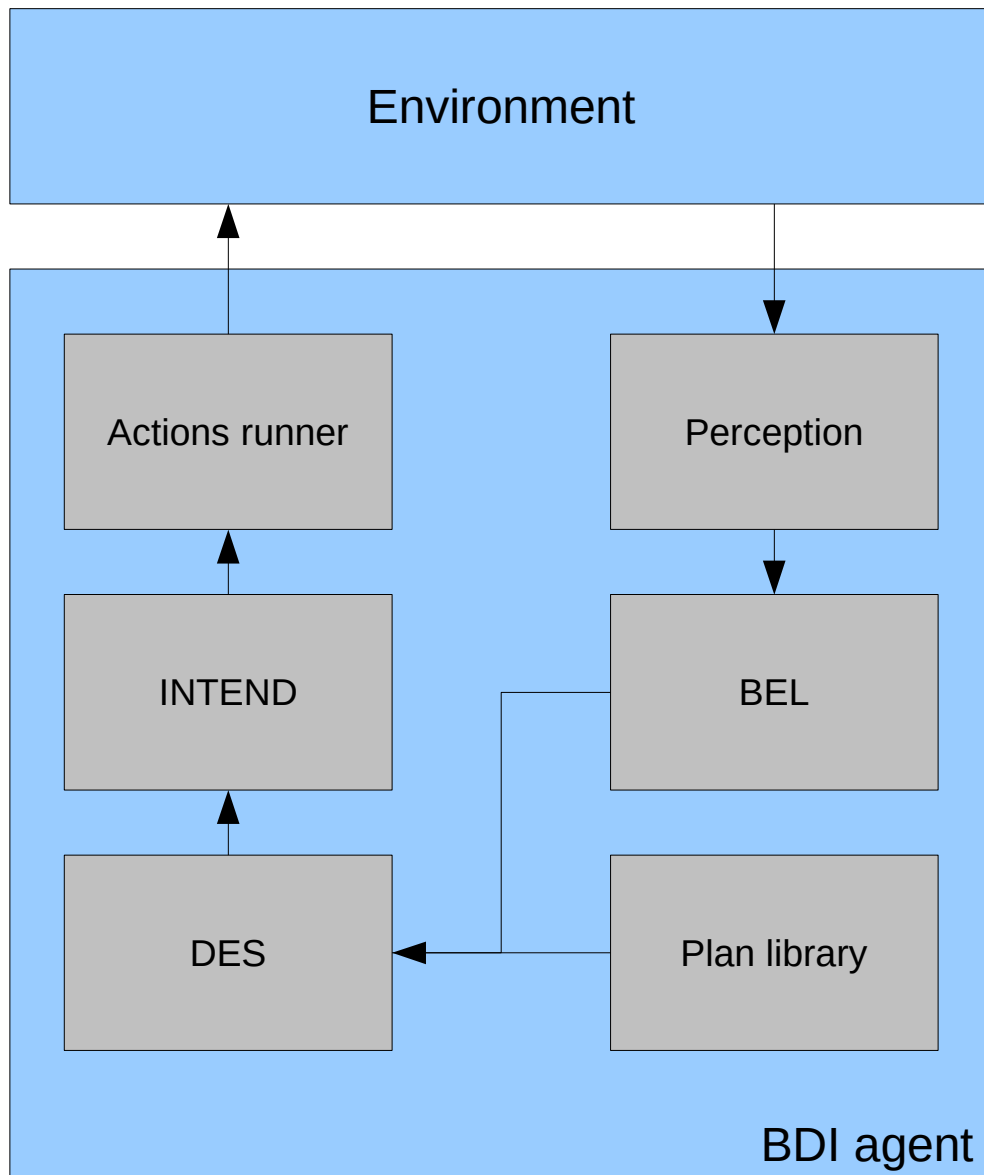 Environment
Actions runner
Perception
INTEND
BEL
DES
Plan library
BDI agent